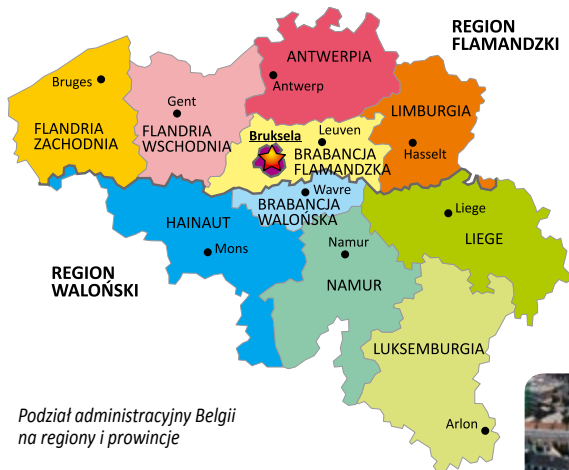 REGION
FLAMANDZKI
ANTWERPIA
Antwerp
Bruges
Gent
FLANDRIA
ZACHODNIA
FLANDRIA
WSCHODNIA
LIMBURGIA
Hasselt
Bruksela
Leuven
BRABANCJA
FLAMANDZKA
Wavre
BRABANCJA
WALOŃSKA
HAINAUT
Mons
Liege
LIEGE
Namur
NAMUR
REGION
WALOŃSKI
LUKSEMBURGIA
Arlon
Podział administracyjny Belgii
na regiony i prowincje